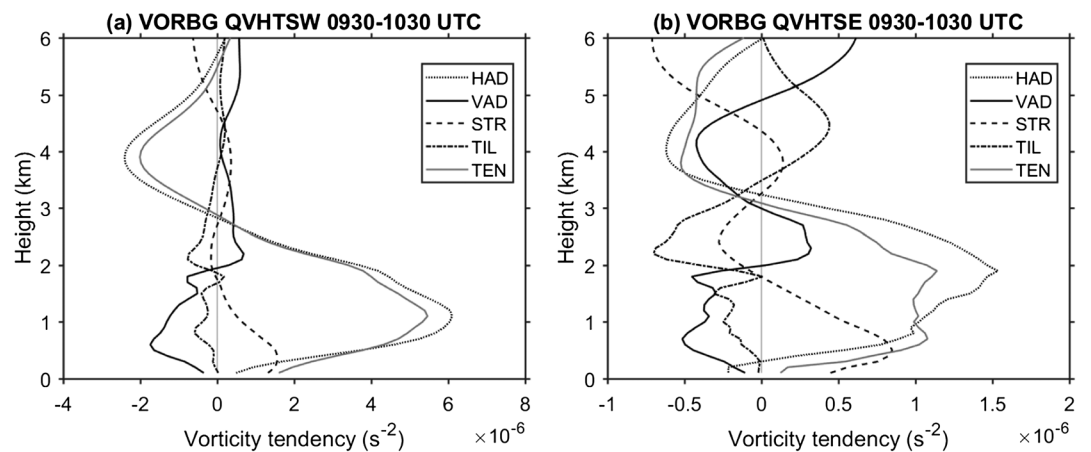 (a) VORBG QVHTSW 0930-1030 UTC
6
5
4
3
2
1
0
Height (km)
HAD
VAD
STR
TIL
TEN
-4
-2
0
2
4
6
8
Vorticity tendency (s-2)
×10-6
(b) VORBG QVHTSE 0930-1030 UTC
6
5
4
3
2
1
0
Height (km)
HAD
VAD
STR
TIL
TEN
-1
-0.5
0
0.5
1
1.5
2
Vorticity tendency (s-2)
×10-6